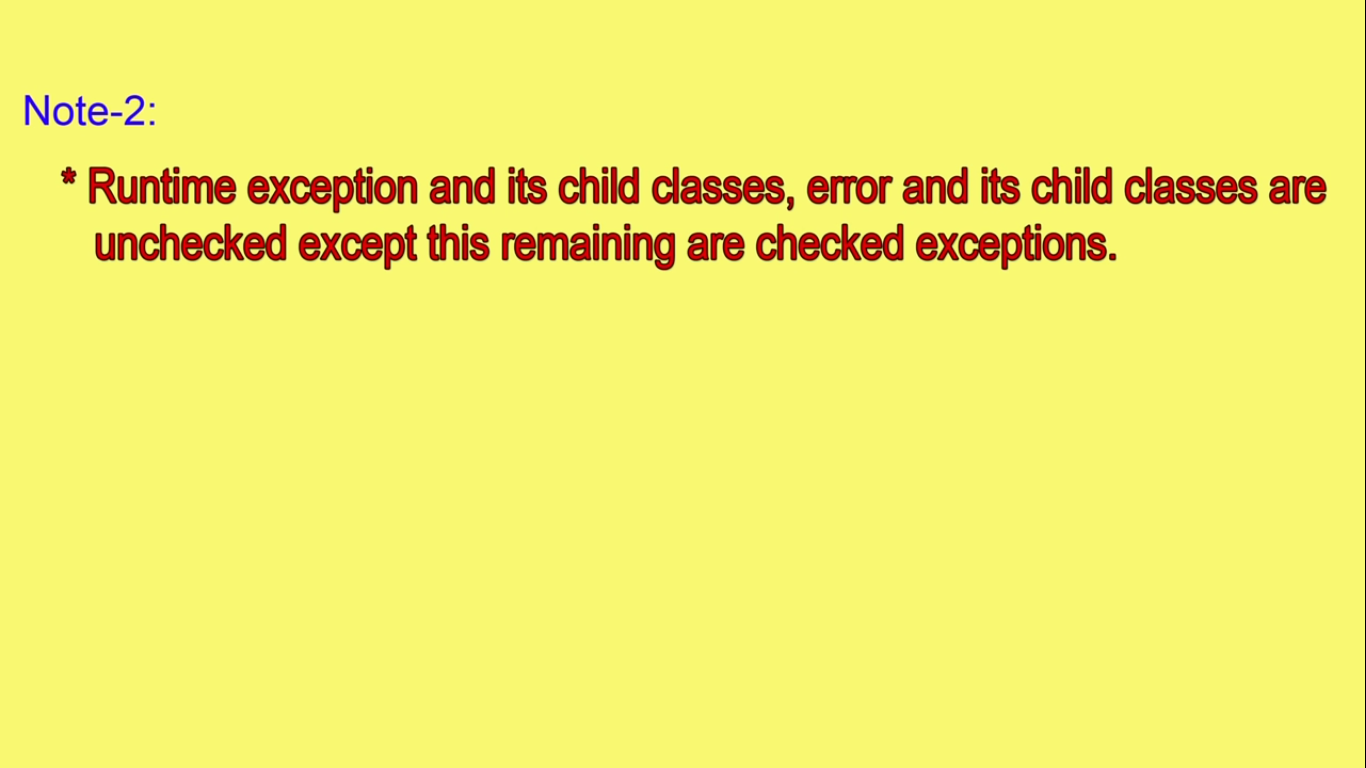 Note-2:
* Runtime exception and its child classes, error and its child classes are
unchecked except this remaining are checked exceptions.